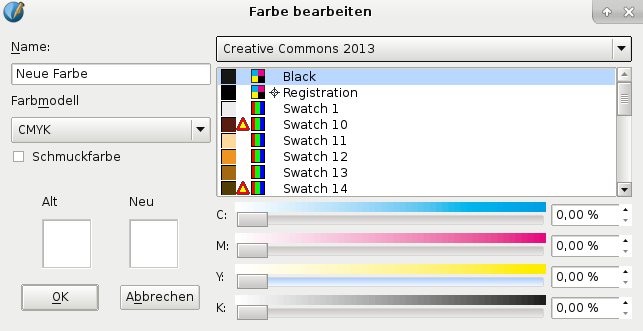 Farbe bearbeiten
Name:
Neue Farbe
Farbmodell
CMYK
Schmuckfarbe
Alt
Neu
OK
Abbrechen
Creative Commons 2013
Black
Registration
Swatch 1
Swatch 10
Swatch 11
Swatch 12
Swatch 13
Swatch 14
C: 0,00 %
M: 0,00 %
Y: 0,00 %
K: 0,00 %